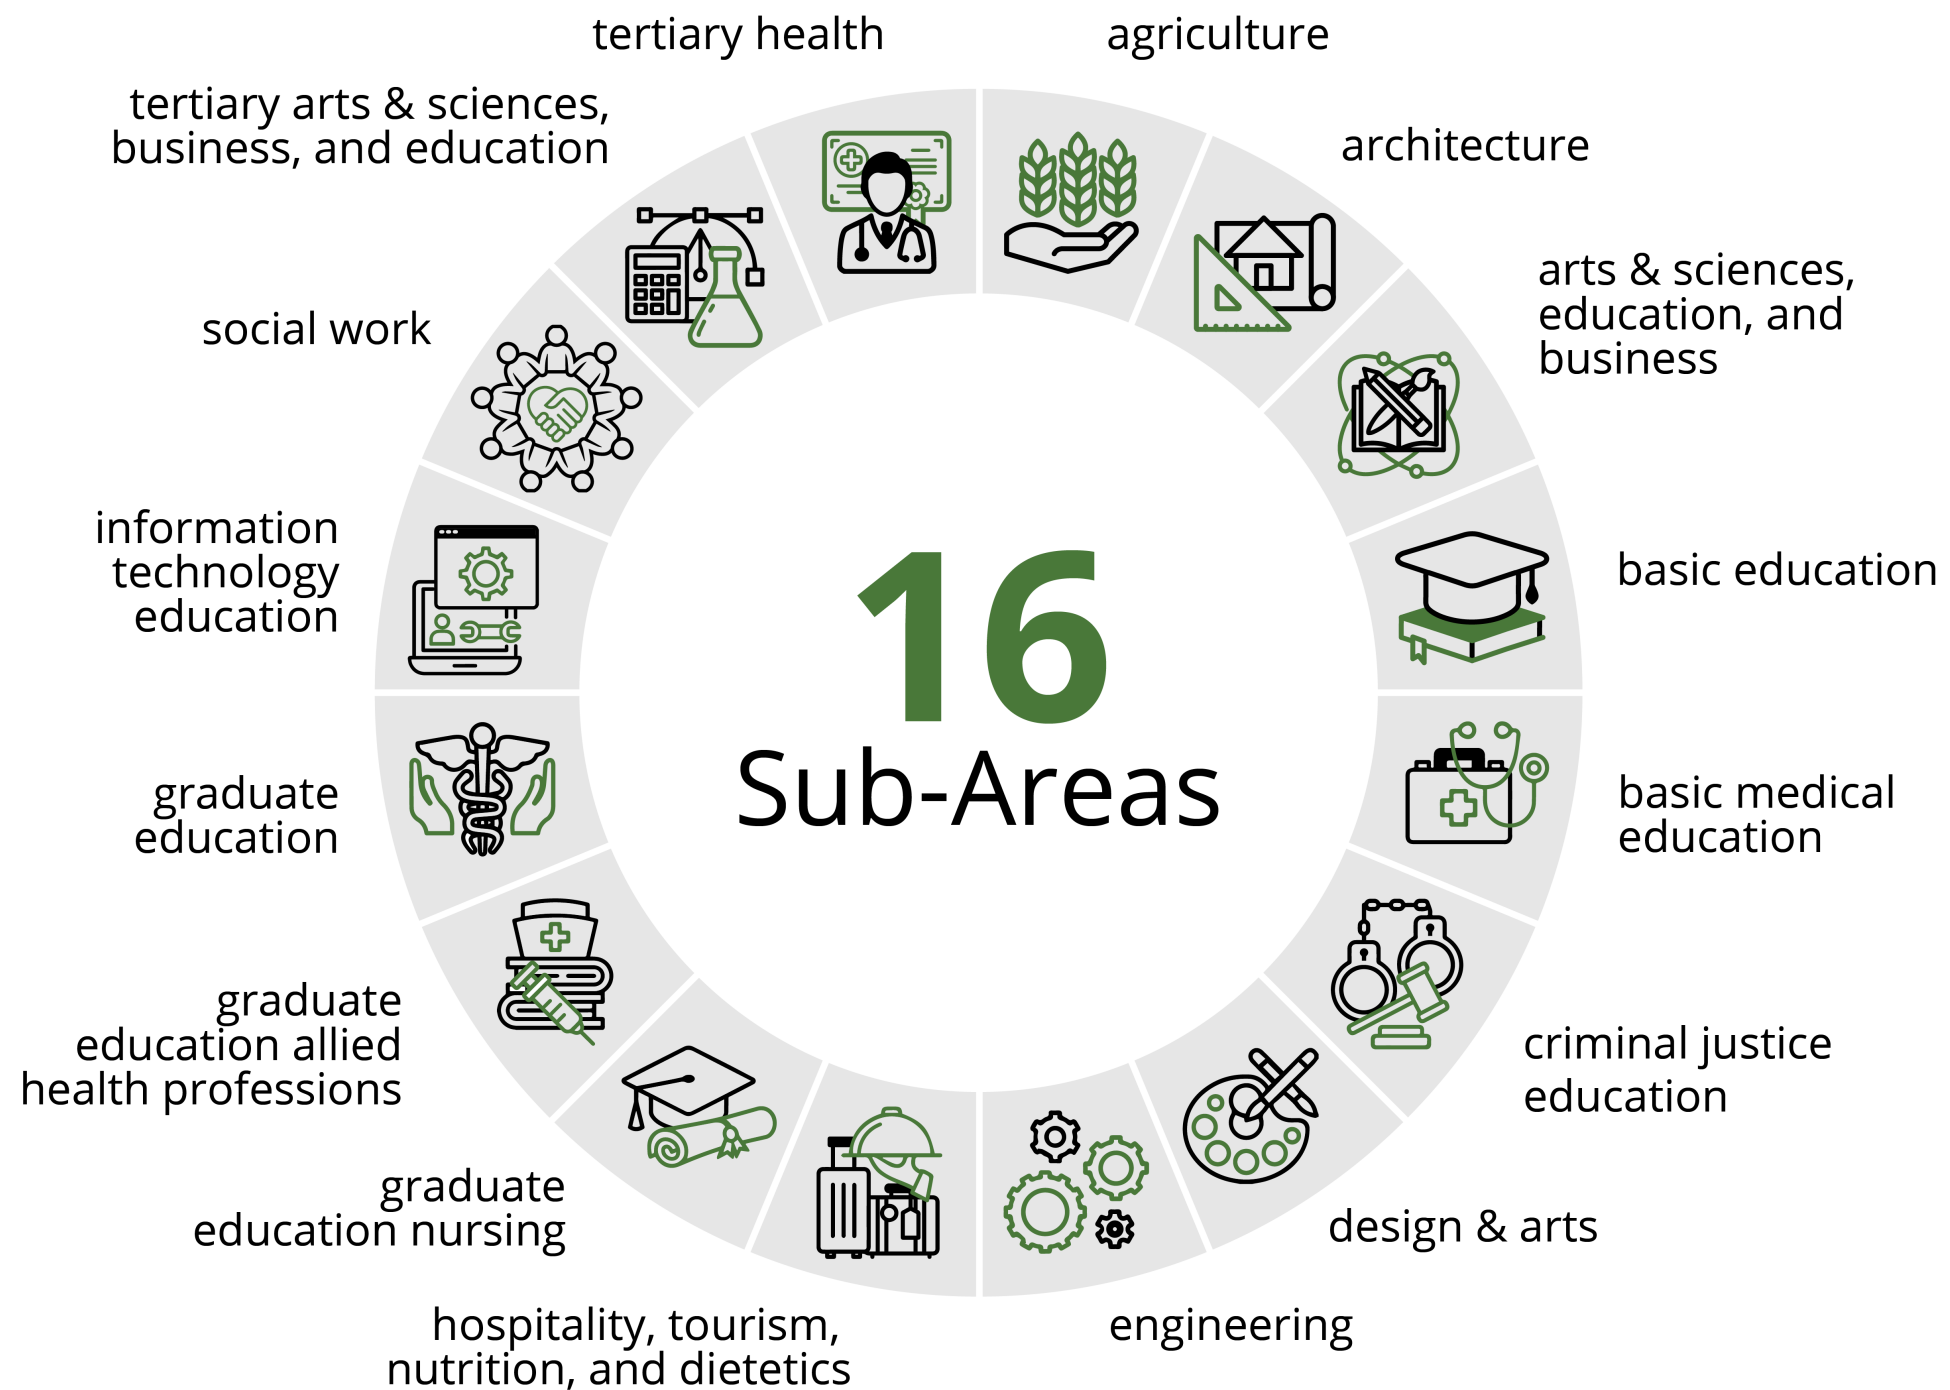 tertiary health
agriculture
tertiary arts & sciences,
business, and education
architecture
arts & sciences,
education, and
business
social work
information
technology
education
basic education
16
Sub-Areas
graduate
education
basic medical
education
graduate
education allied
health professions
criminal justice
education
graduate
education nursing
design & arts
hospitality, tourism,
nutrition, and dietetics
engineering